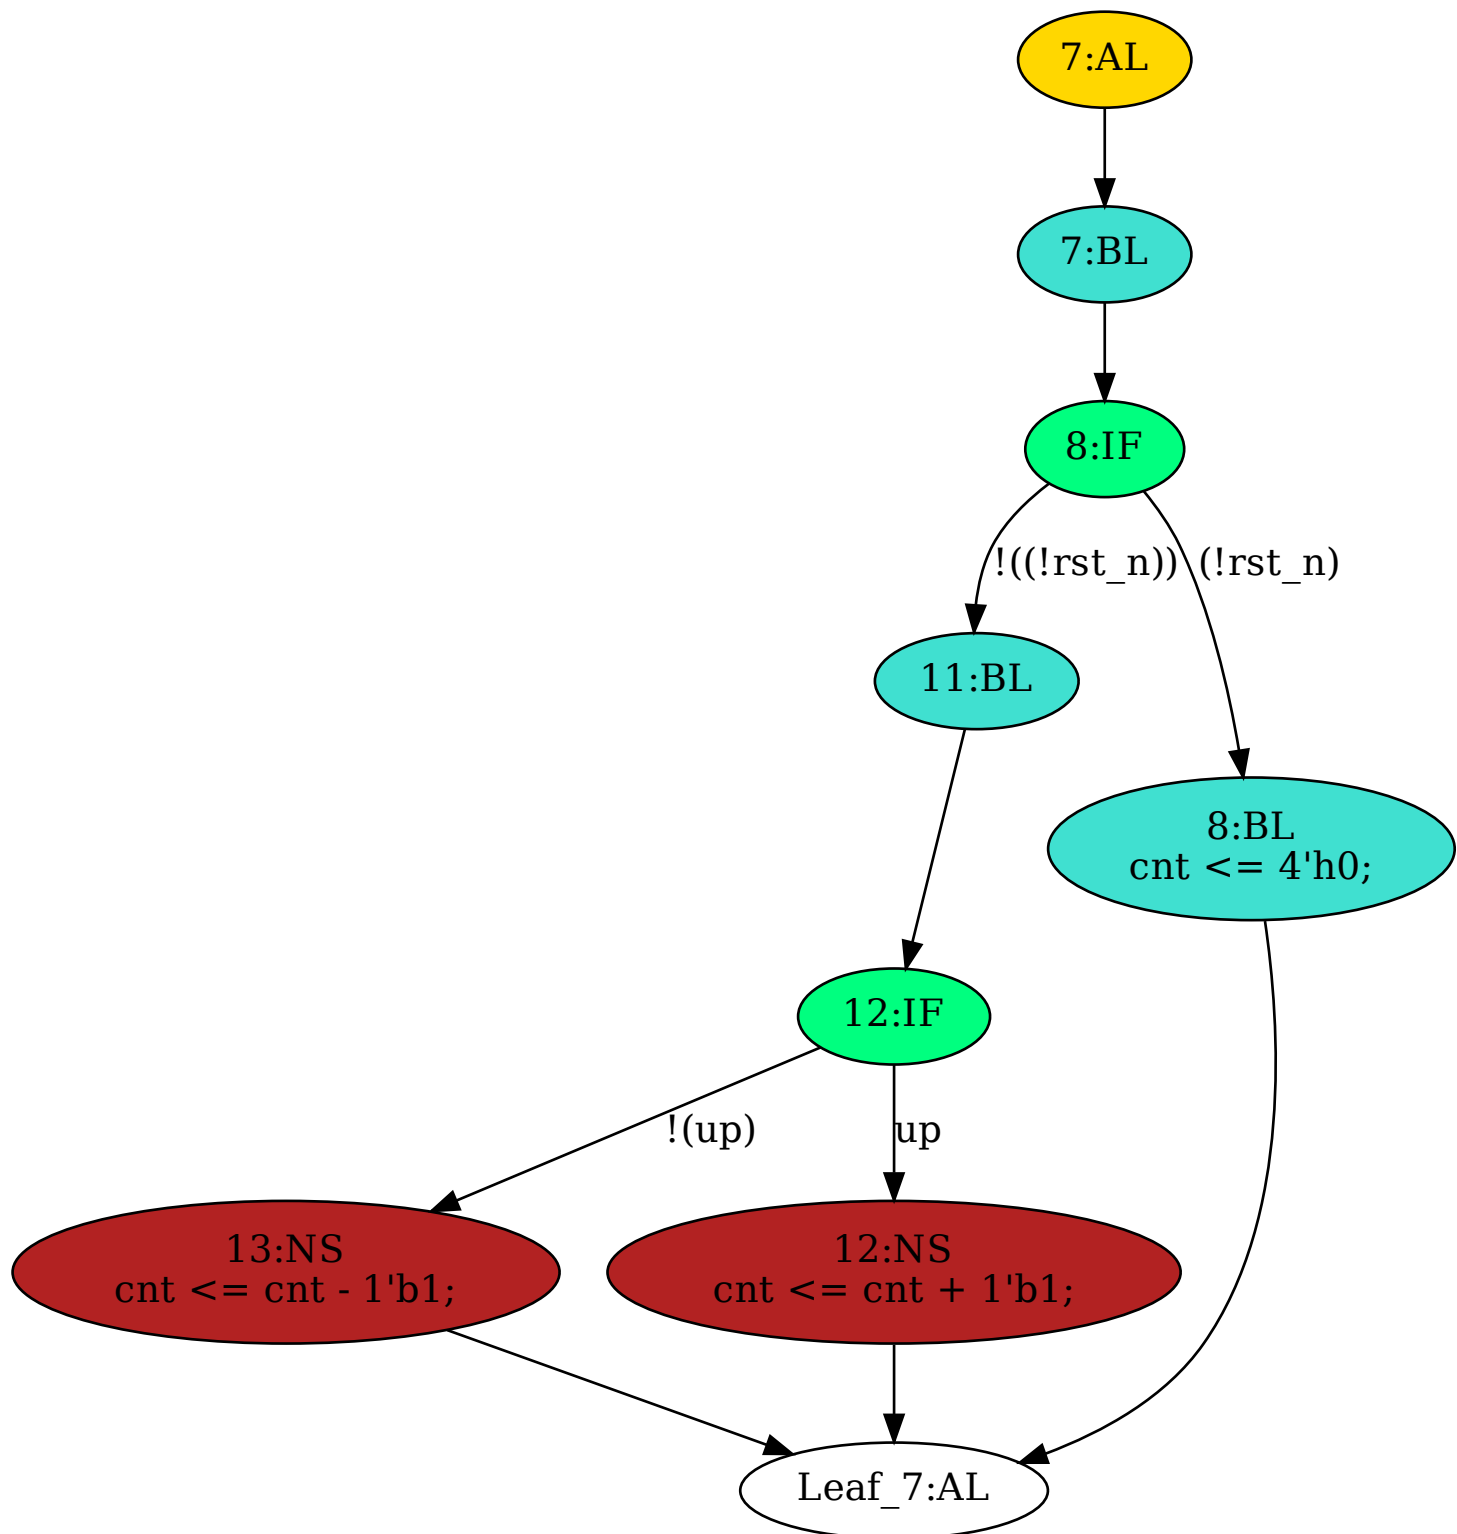 7:AL
7:BL
8:IF
!((!rst_n))
(!rst_n)
11:BL
8:BL
cnt <= 4'h0;
12:IF
!(up)
up
13:NS
cnt <= cnt - 1'b1;
12:NS
cnt <= cnt + 1'b1;
Leaf_7:AL